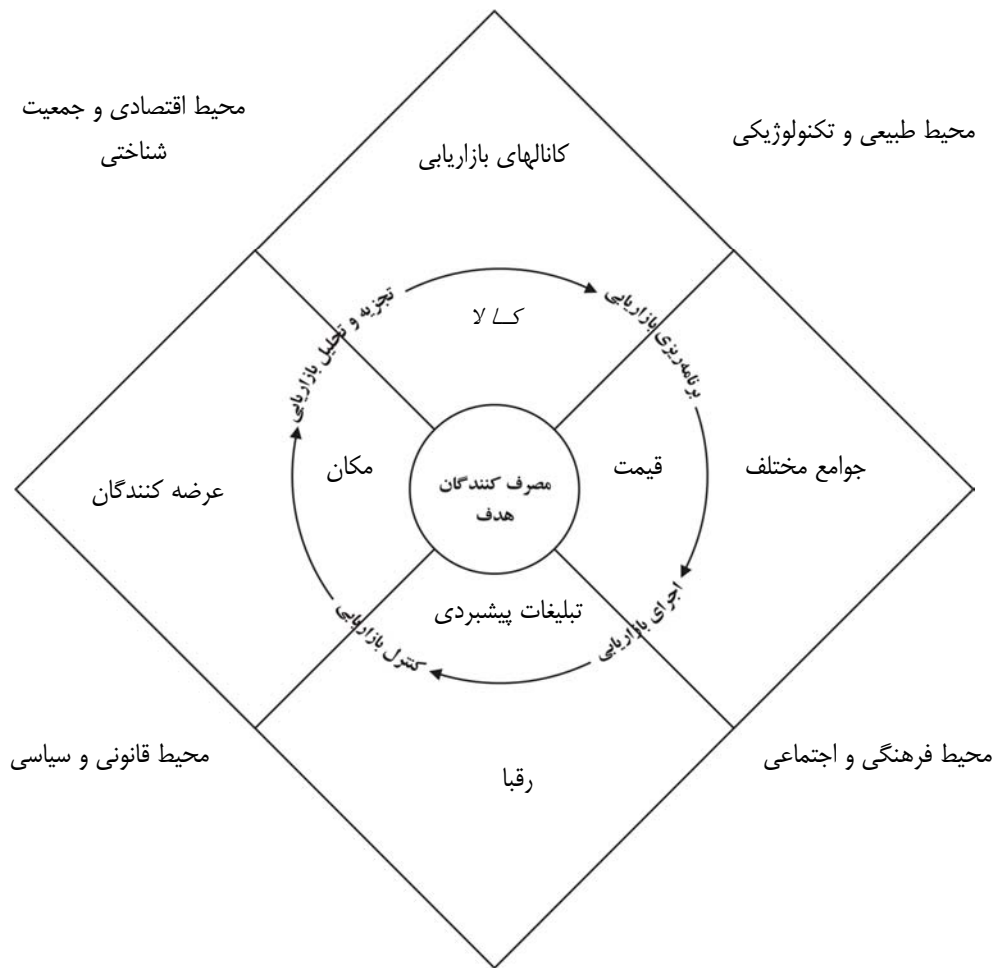 محیط اقتصادی و جمعیت
شناختی
محیط طبیعی و تکنولوژیکی
کانالهای بازاریابی
تجزیه و تحلیل بازاریابی
کـــالا
برنامه‌ریزی بازاریابی
جوامع مختلف
قیمت
مصرف کنندگان
هدف
مکان
عرضه کنندگان
تبلیغات پیشبردی
اجرای بازاریابی
کنترل بازاریابی
رقبا
محیط فرهنگی و اجتماعی
محیط قانونی و سیاسی